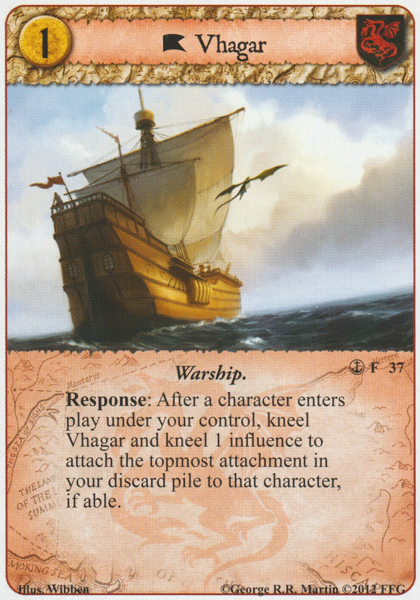 1
Vhagar
Warship.
F 37
Response: After a character enters
play under your control, kneel
Vhagar and kneel 1 influence to
attach the topmost attachment in
your discard pile to that character,
if able.
SMOKING SEA
Illus. Wibben
©George R.R. Martin ©2012 FFG